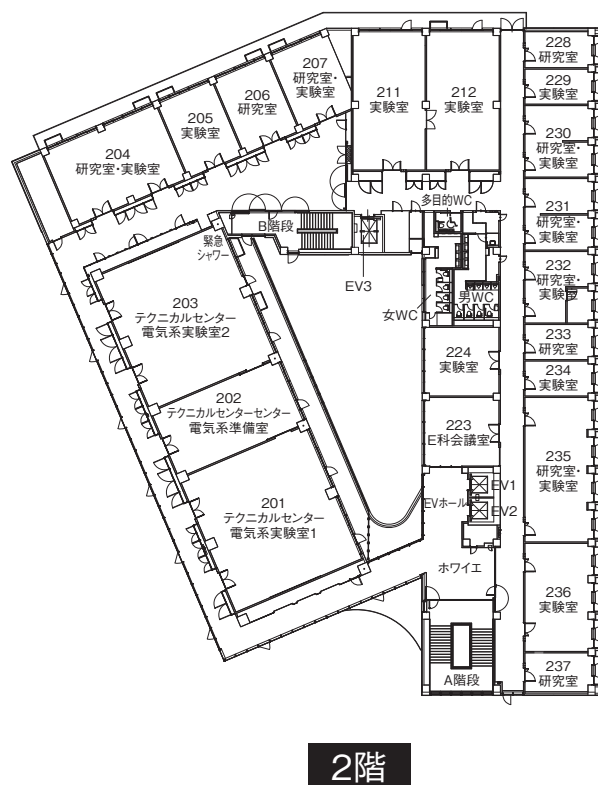 228
研究室
229
実験室
230
研究室・
実験室
231
研究室・
実験室
232
研究室・
実験室
233
研究室
234
実験室
235
研究室・
実験室
236
実験室
237
研究室
207
研究室・
実験室
206
研究室
205
実験室
204
研究室・実験室
211
実験室
212
実験室
多目的WC
B階段
緊急
シャワー
EV3
女WC
男WC
203
テクニカルセンター
電気系実験室2
202
テクニカルセンターセンター
電気系準備室
201
テクニカルセンター
電気系実験室1
224
実験室
223
E科会議室
EV1
EVホール
EV2
ホワイエ
A階段
2階